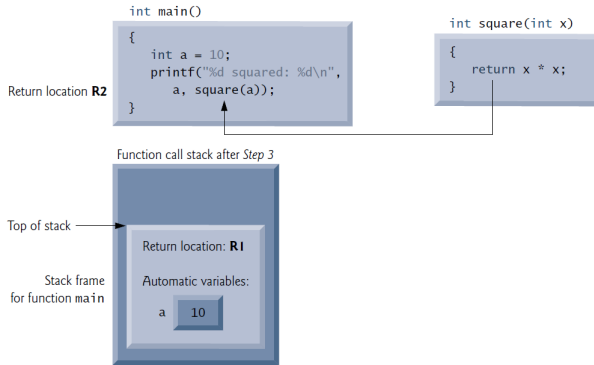 int main()
{
int a = 10;
printf("%d squared: %d\n",
a, square(a));
}
Return location R2
int square(int x)
{
return x * x;
}
Function call stack after Step 3
Top of stack
Return location: R1
Automatic variables:
a 10
Stack frame
for function main